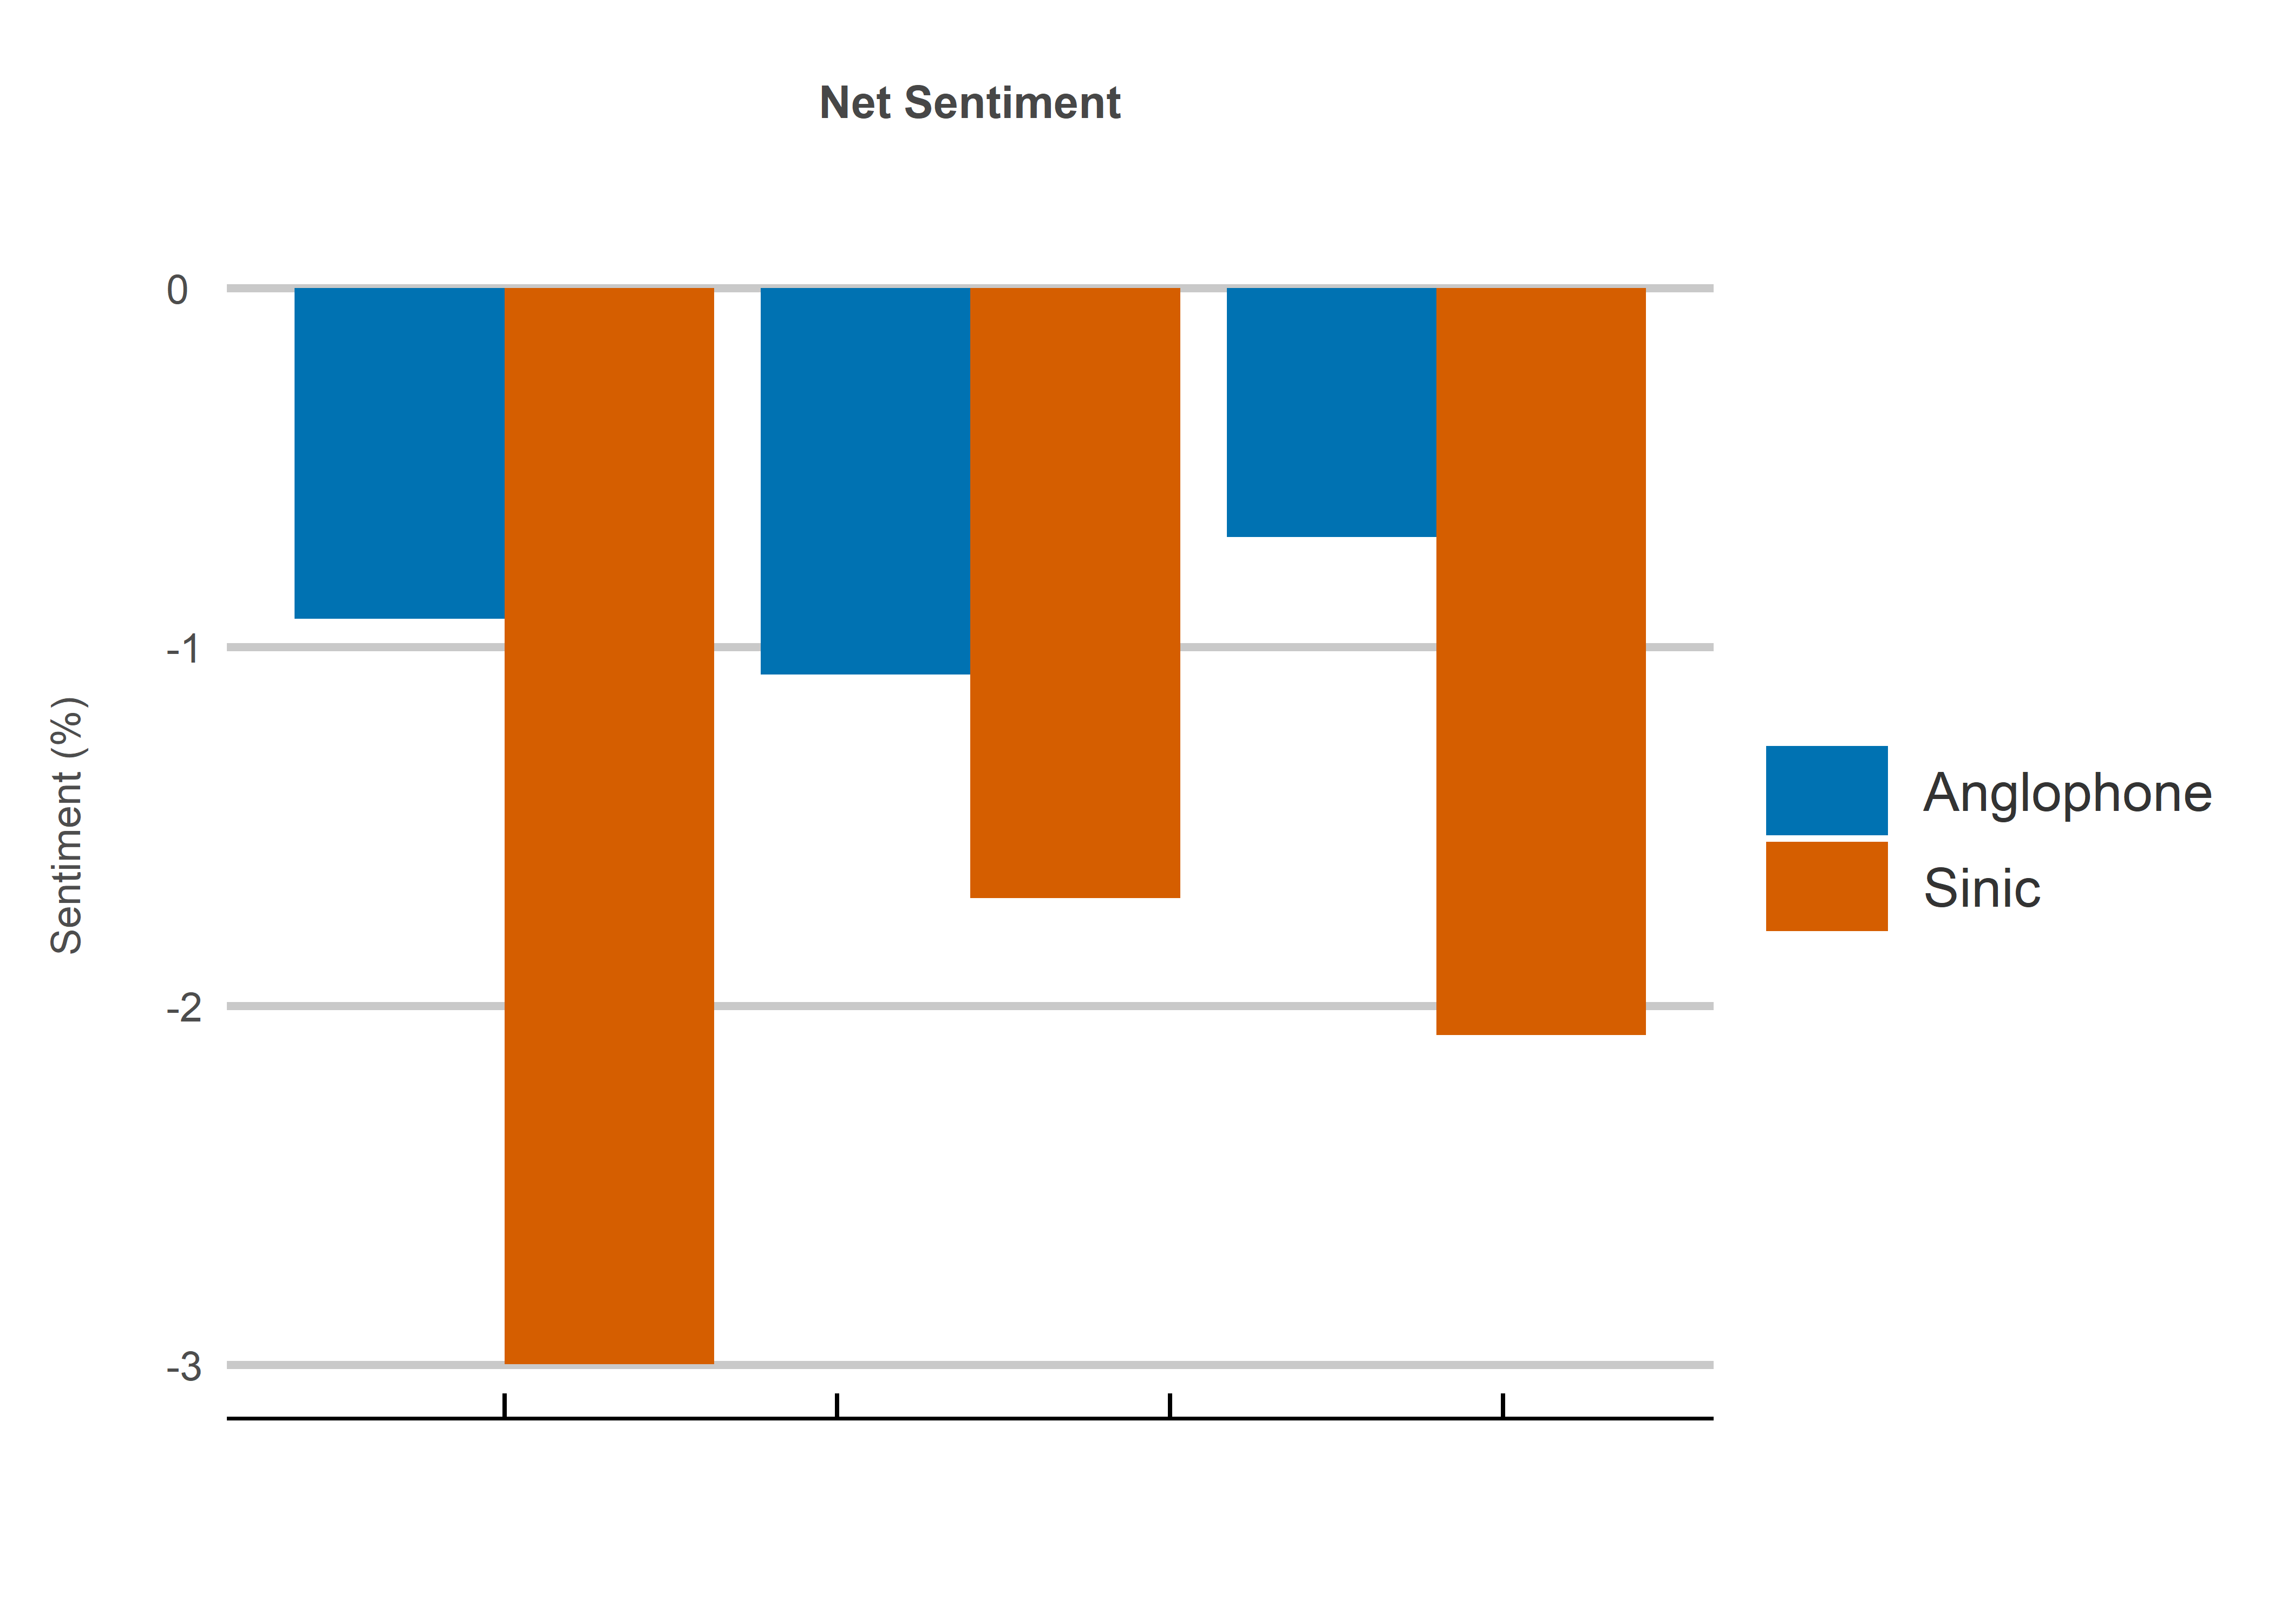 Net Sentiment
0
-1
-2
-3
Sentiment (%)
Anglophone
Sinic